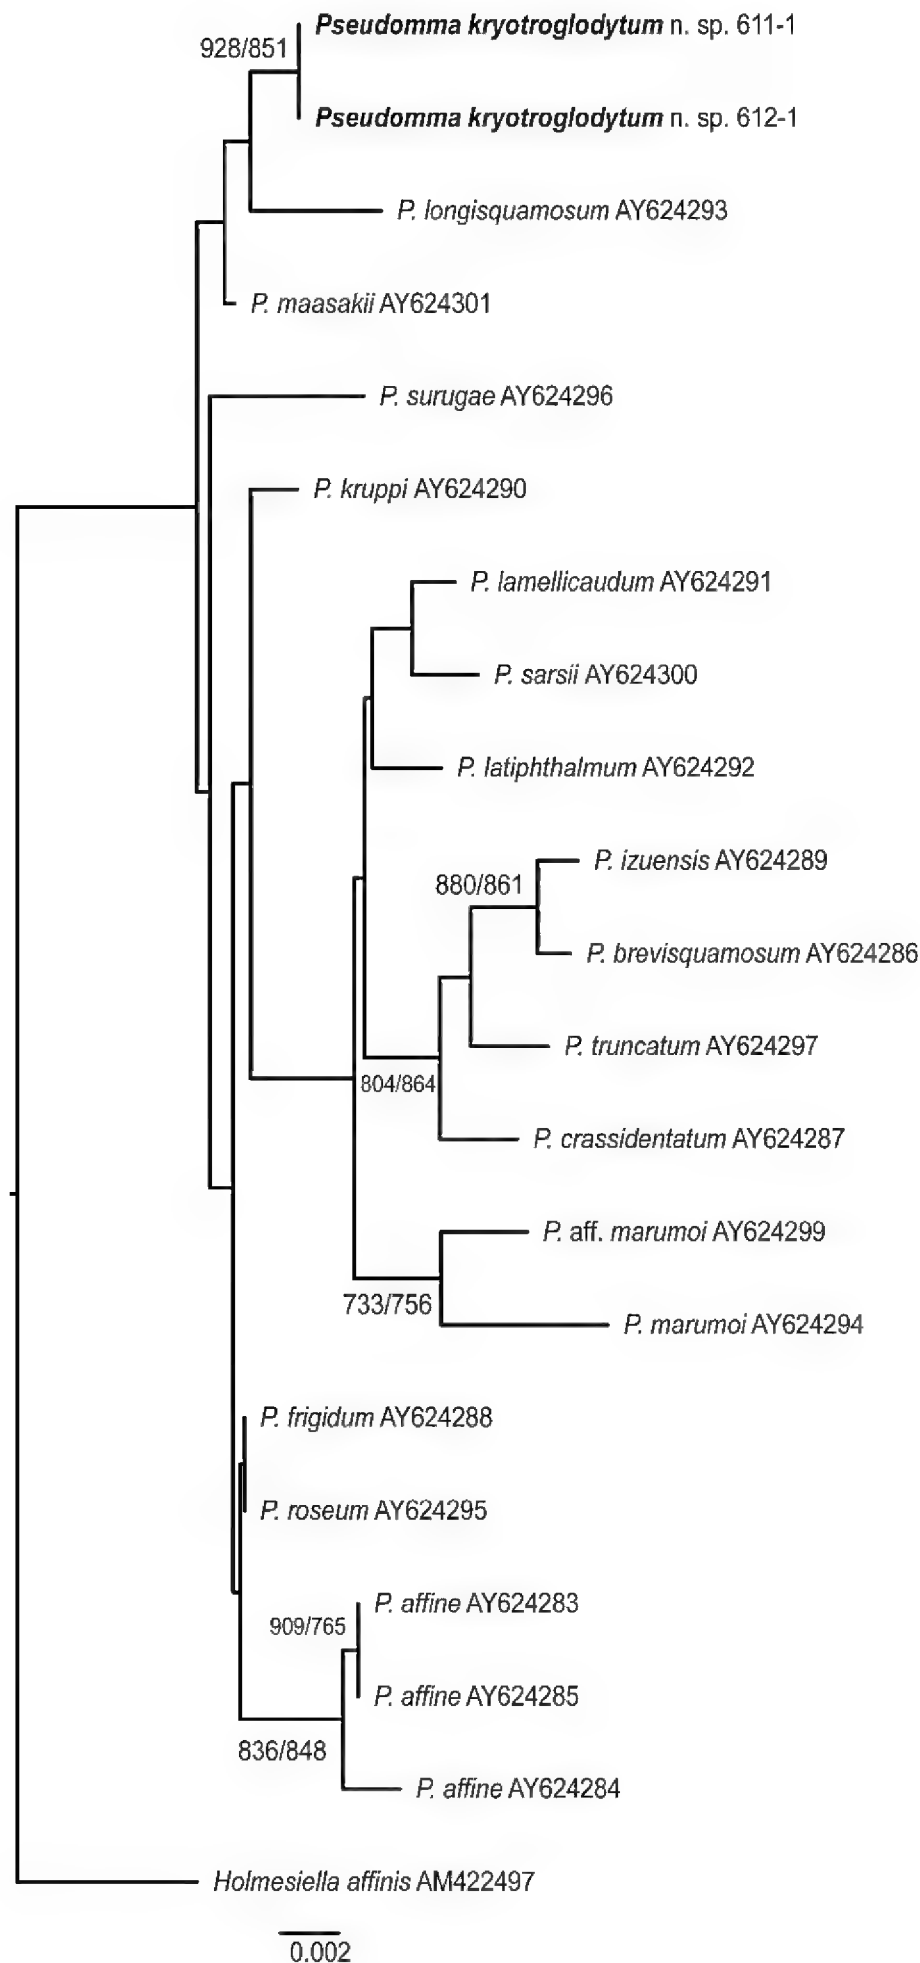 Pseudomma kryotroglodytum n. sp. 611-1
928/851
Pseudomma kryotroglodytum n. sp. 612-1
P. longisquamosum AY624293
P. maasakii AY624301
P. surugae AY624296
P. kruppi AY624290
P. lamellicaudum AY624291
P. sarsii AY624300
P. latiphthalmum AY624292
P. izuensis AY624289
880/861
P. brevisquamosum AY624286
P. truncatum AY624297
804/864
P. crassidentatum AY624287
P. aff. marumoi AY624299
733/756
P. marumoi AY624294
P. frigidum AY624288
P. roseum AY624295
P. affine AY624283
909/765
P. affine AY624285
836/848
P. affine AY624284
Holmesiella affinis AM422497
0.002